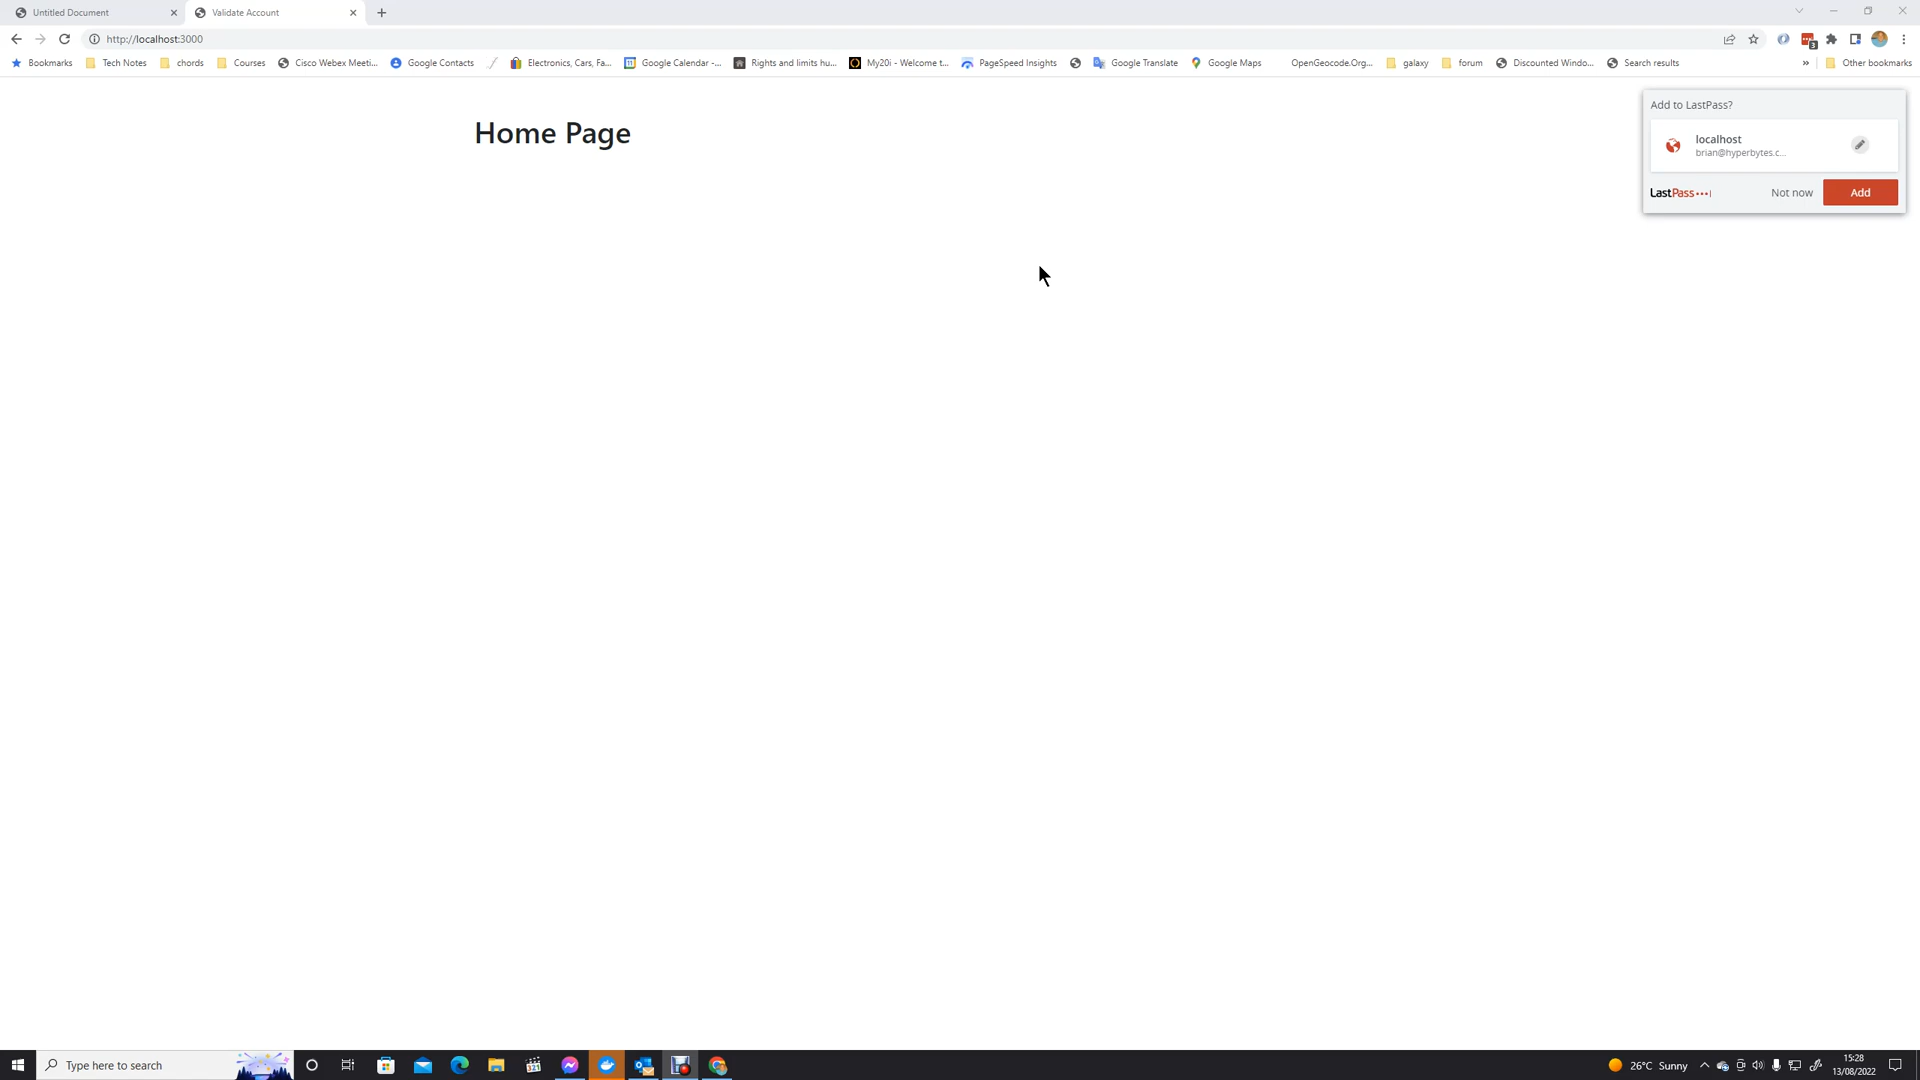 Untitled Document
Validate Account
http://localhost:3000
Bookmarks
Tech Notes
chords
Courses
Cisco Webex Meeti...
Google Contacts
Electronics, Cars, Fa...
Google Calendar -...
Rights and limits hu...
My20i - Welcome t...
PageSpeed Insights
Google Translate
Google Maps
OpenGeocode.Org...
galaxy
forum
Discounted Windo...
Search results
»
Other bookmarks
Home Page
Add to LastPass?
localhost
brian@hyperbytes.c...
LastPass
Not now
Add
3
Type here to search
26°C Sunny
15:28
13/08/2022